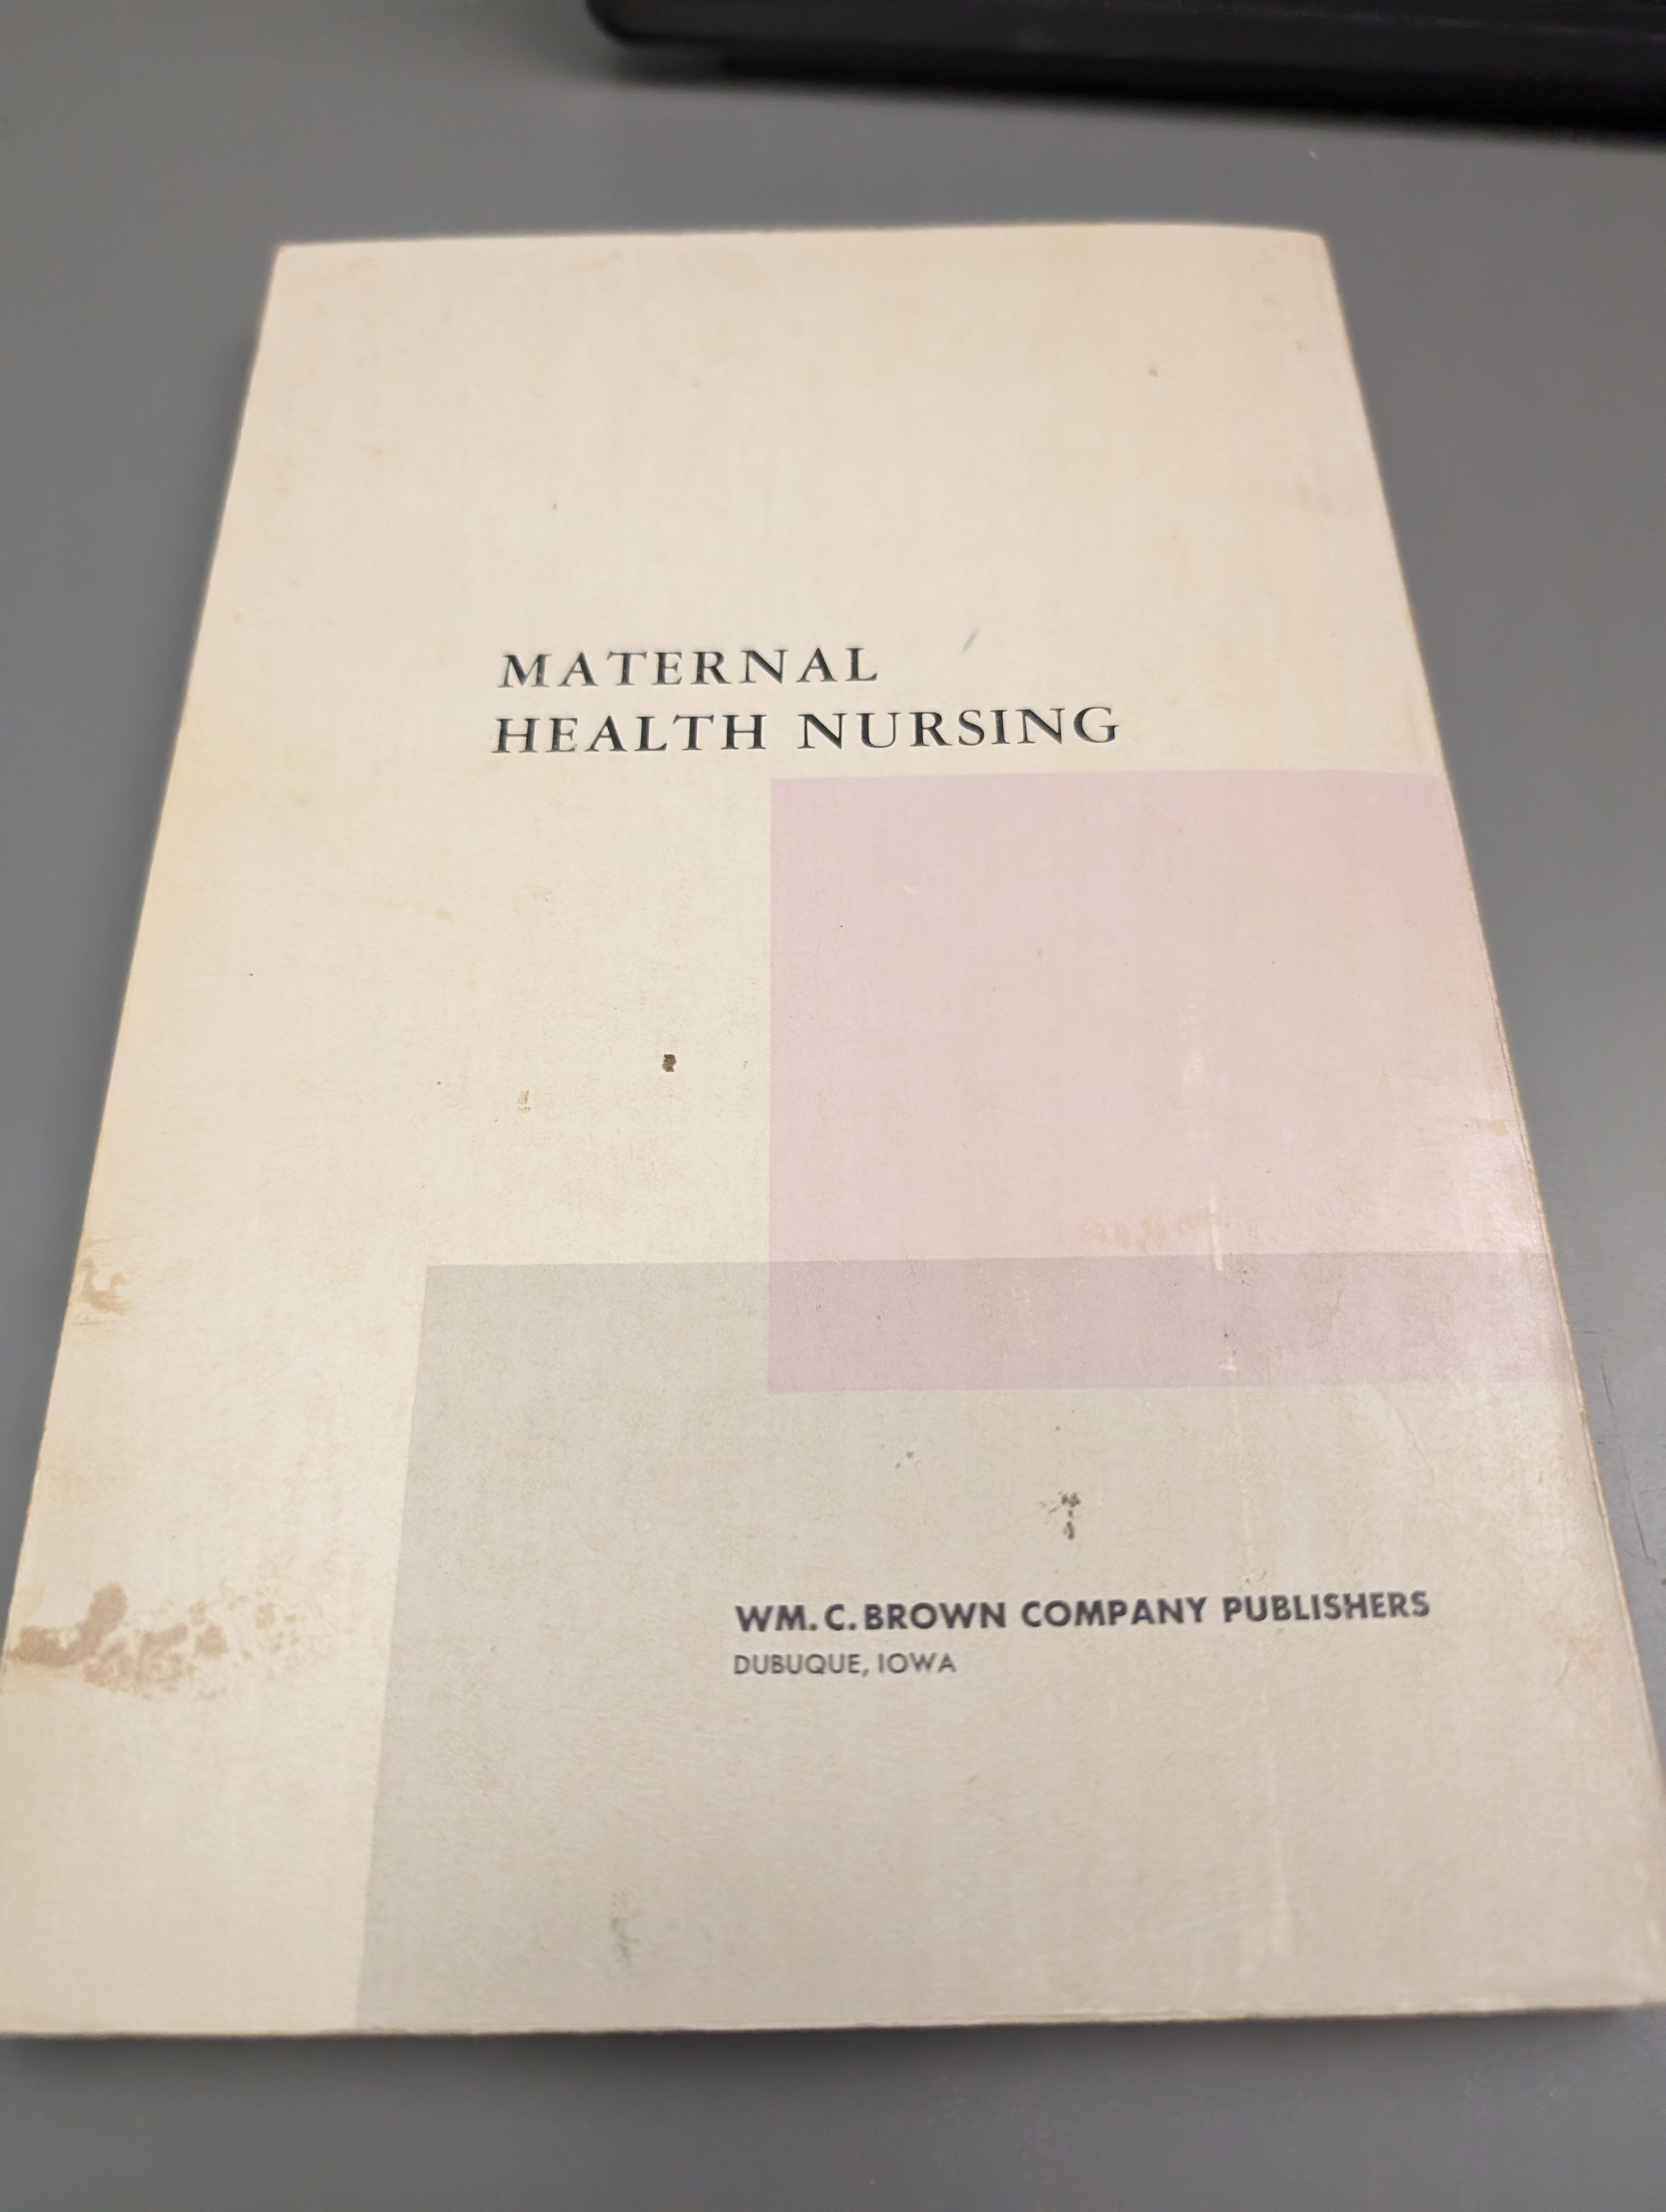 MATERNAL
HEALTH NURSING
WM. C. BROWN COMPANY PUBLISHERS
DUBUQUE, IOWA